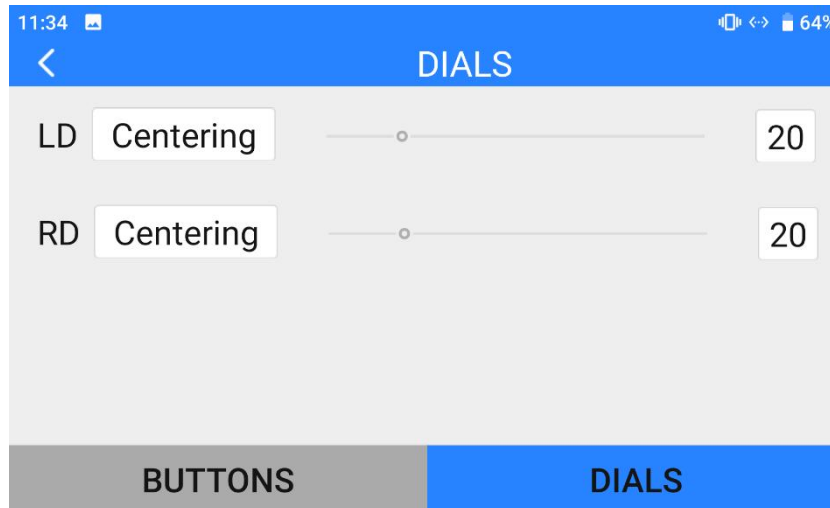 11:34 64%
DIALS
LD Centering 20
RD Centering 20
BUTTONS DIALS